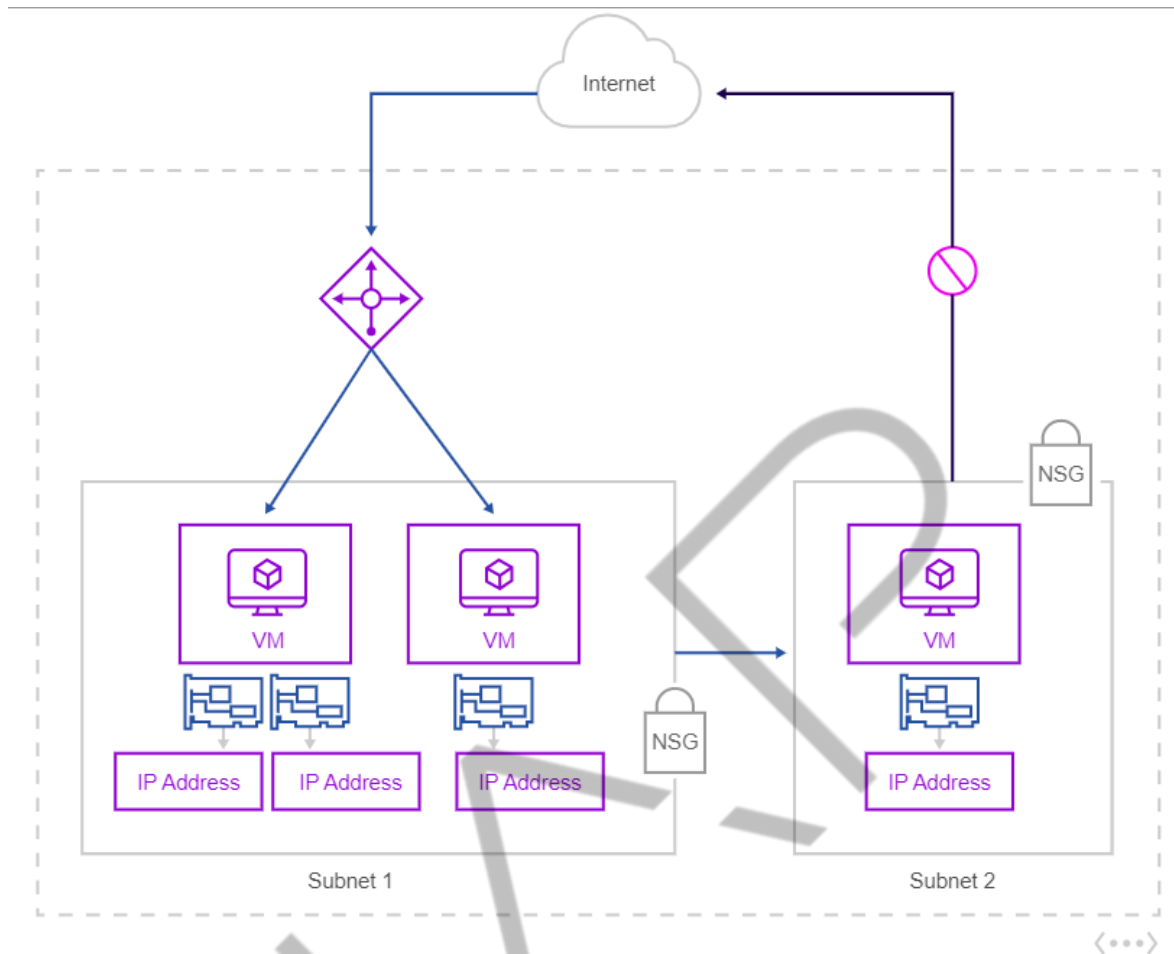 Internet
NSG
VM
VM
VM
NSG
IP Address
IP Address
IP Address
IP Address
Subnet 1
Subnet 2